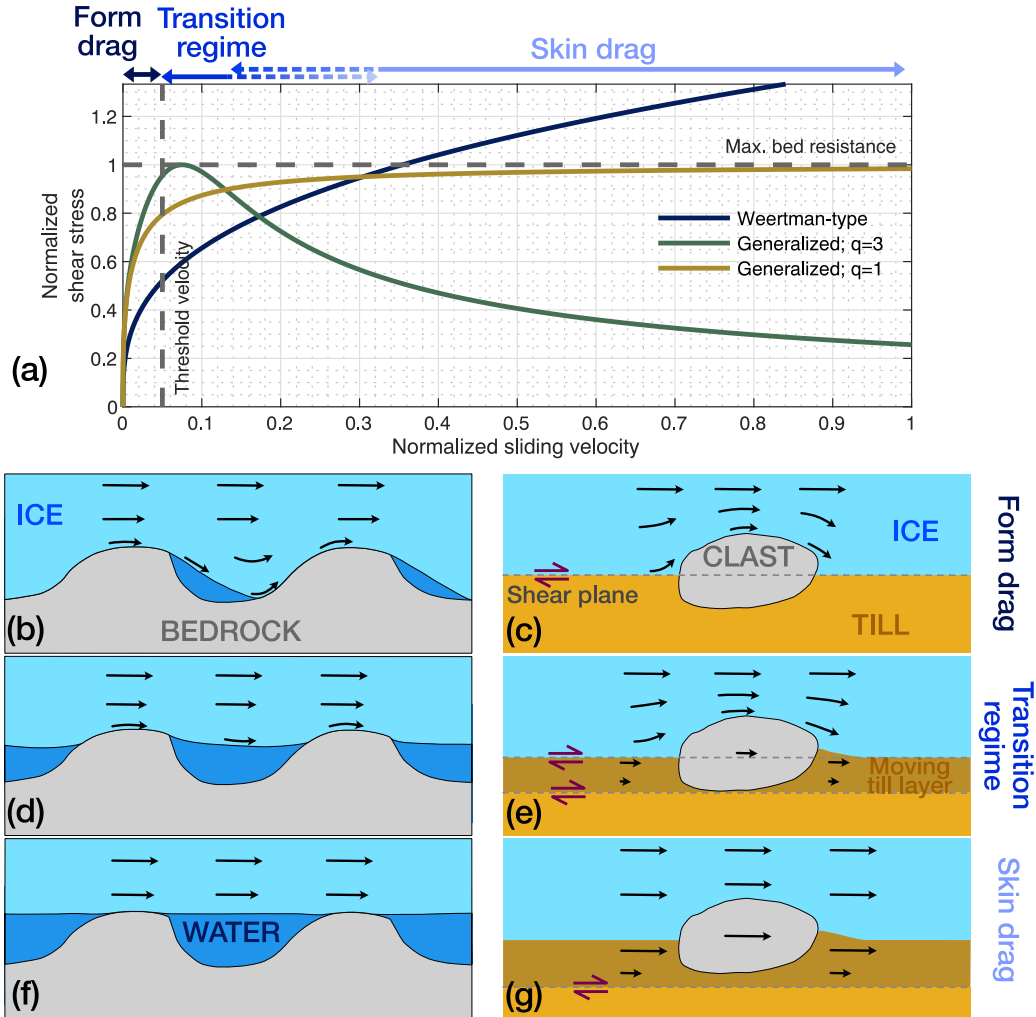 Form
drag
Transition
regime
Skin drag
Normalized
shear stress
1.2
1
0.8
0.6
0.4
0.2
0
Max. bed resistance
Threshold velocity
Weertman-type
Generalized; q=3
Generalized; q=1
(a)
0 0.1 0.2 0.3 0.4 0.5 0.6 0.7 0.8 0.9 1
Normalized sliding velocity
ICE
BEDROCK
(b)
ICE
CLAST
Shear plane
TILL
(c)
Form drag
(d)
Moving
till layer
(e)
Transition
regime
WATER
(f)
(g)
Skin drag